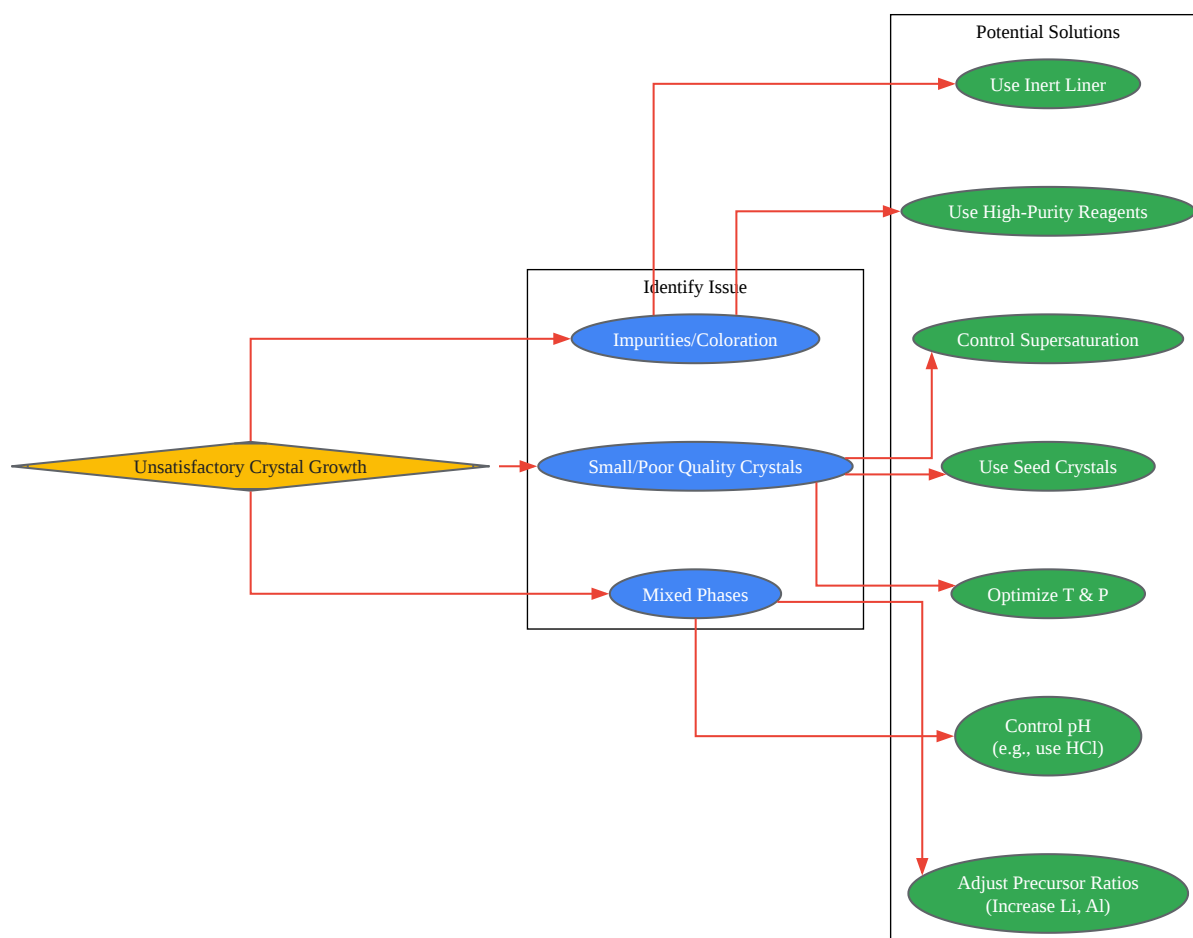 Potential Solutions
Use Inert Liner
Use High-Purity Reagents
Identify Issue
Impurities/Coloration
Control Supersaturation
Unsatisfactory Crystal Growth
Small/Poor Quality Crystals
Use Seed Crystals
Mixed Phases
Optimize T & P
Control pH
(e.g., use HCl)
Adjust Precursor Ratios
(Increase Li, Al)